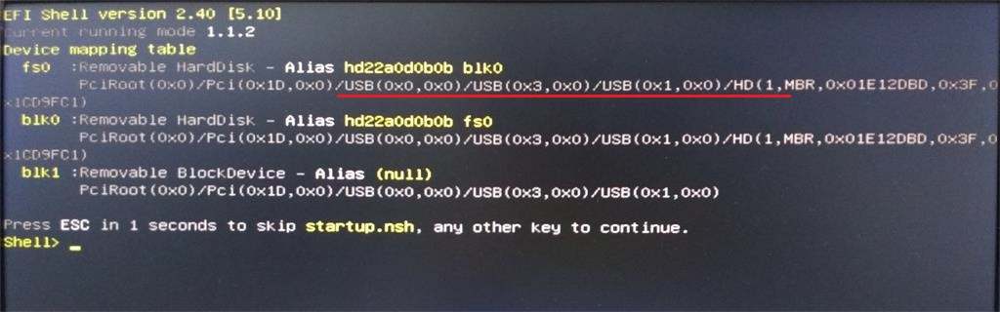 EFI Shell version 2.40 [5.10]
Current running mode 1.1.2
Device mapping table
fs0 :Removable HardDisk - Alias hd22a0d0b0b blk0
PciRoot(0x0)/Pci(0x1D,0x0)/USB(0x0,0x0)/USB(0x3,0x0)/USB(0x1,0x0)/HD(1,MBR,0x01E12DBD,0x3F,0
x1CD9FC1)
blk0 :Removable HardDisk - Alias hd22a0d0b0b fs0
PciRoot(0x0)/Pci(0x1D,0x0)/USB(0x0,0x0)/USB(0x3,0x0)/USB(0x1,0x0)/HD(1,MBR,0x01E12DBD,0x3F,0
x1CD9FC1)
blk1 :Removable BlockDevice - Alias (null)
PciRoot(0x0)/Pci(0x1D,0x0)/USB(0x0,0x0)/USB(0x3,0x0)/USB(0x1,0x0)
Press ESC in 1 seconds to skip startup.nsh, any other key to continue.
Shell> _